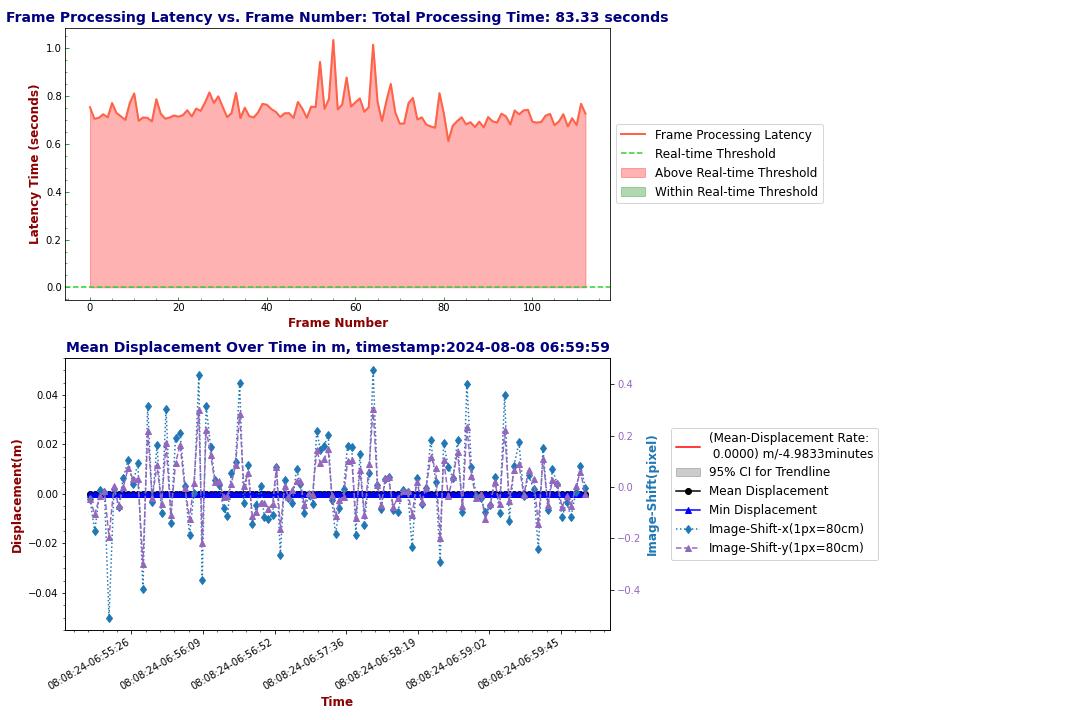 Frame Processing Latency vs. Frame Number: Total Processing Time: 83.33 seconds
Latency Time (seconds)
1.0
0.8
0.6
0.4
0.2
0.0
0
20
40
60
80
100
Frame Number
Frame Processing Latency
Real-time Threshold
Above Real-time Threshold
Within Real-time Threshold
Mean Displacement Over Time in m, timestamp:2024-08-08 06:59:59
Displacement(m)
0.04
0.02
0.00
−0.02
−0.04
0.4
0.2
0.0
−0.2
−0.4
Image-Shift(pixel)
08:08:24-06:55:26
08:08:24-06:56:09
08:08:24-06:56:52
08:08:24-06:57:36
08:08:24-06:58:19
08:08:24-06:59:02
08:08:24-06:59:45
Time
(Mean-Displacement Rate:
0.0000) m/-4.9833minutes
95% CI for Trendline
Mean Displacement
Min Displacement
Image-Shift-x(1px=80cm)
Image-Shift-y(1px=80cm)